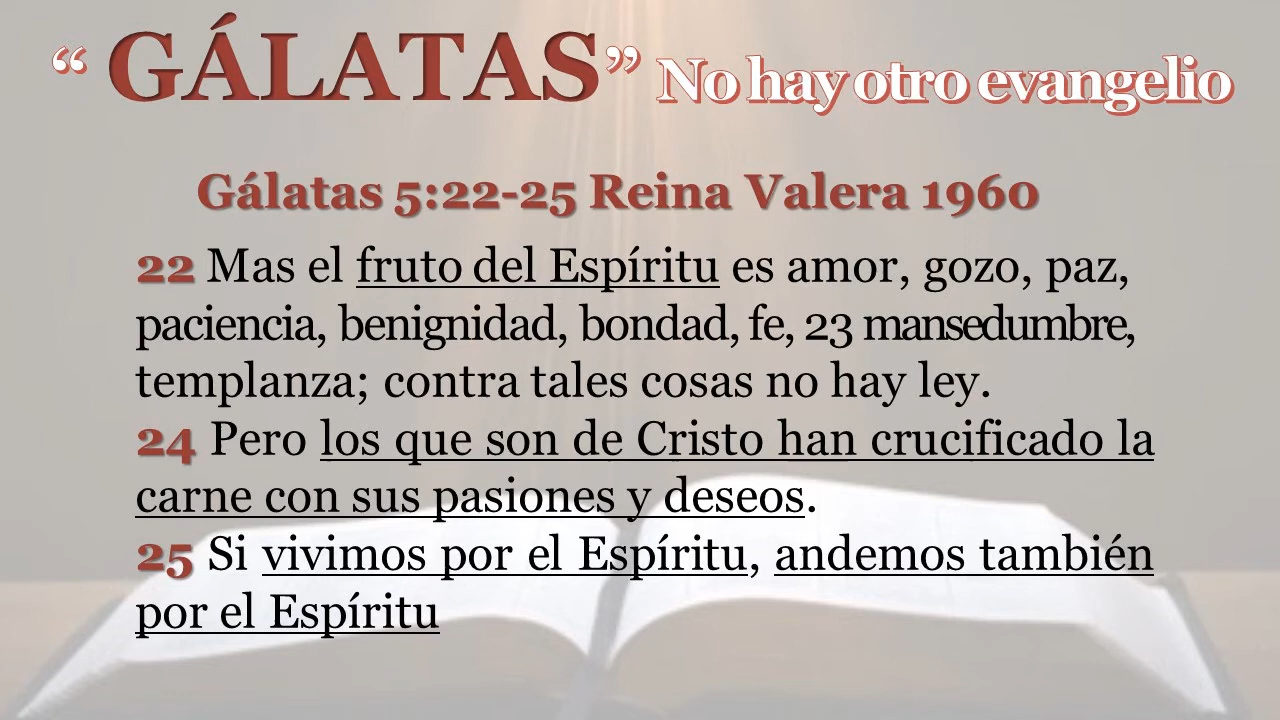 “ GÁLATAS” No hay otro evangelio
Gálatas 5:22-25 Reina Valera 1960
22 Mas el fruto del Espíritu es amor, gozo, paz,
paciencia, benignidad, bondad, fe, 23 mansedumbre,
templanza; contra tales cosas no hay ley.
24 Pero los que son de Cristo han crucificado la
carne con sus pasiones y deseos.
25 Si vivimos por el Espíritu, andemos también
por el Espíritu